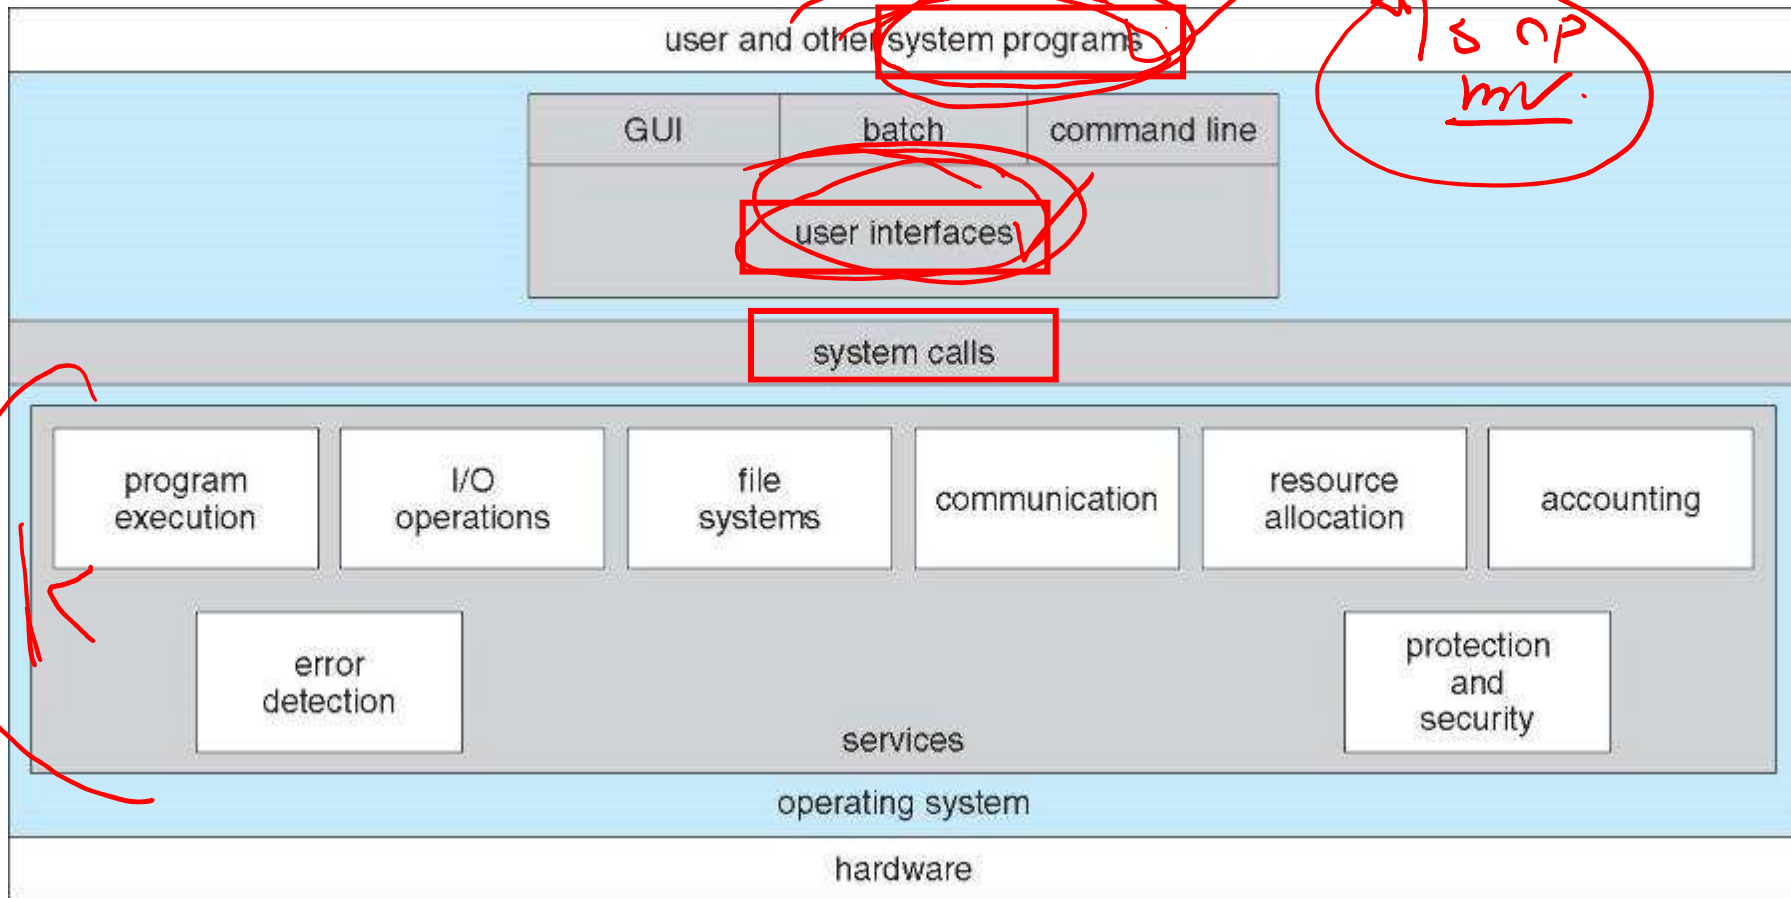 user and other system programs
GUI
batch
command line
user interfaces
system calls
program
execution
I/O
operations
file
systems
communication
resource
allocation
accounting
error
detection
protection
and
security
services
operating system
hardware
K